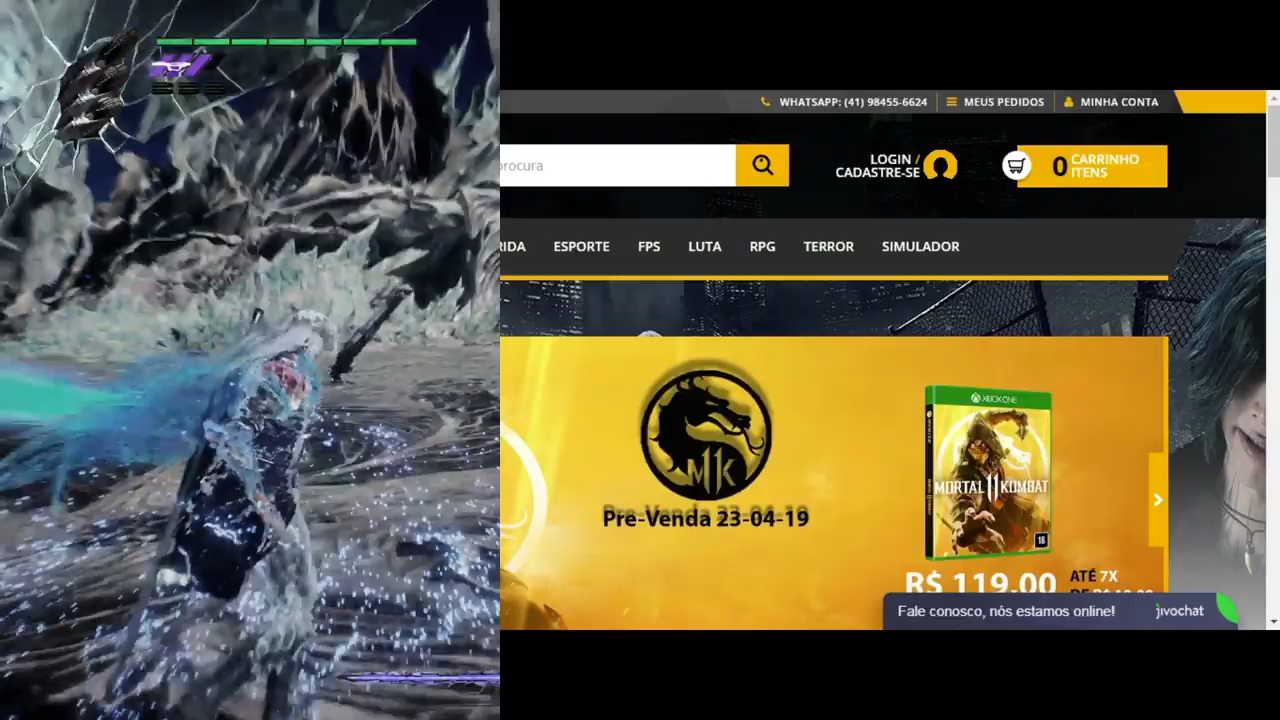 WHATSAPP: (41) 98455-6624
MEUS PEDIDOS
MINHA CONTA
procura
LOGIN /
CADASTRE-SE
0
CARRINHO
ITENS
ESPORTE
FPS
LUTA
RPG
TERROR
SIMULADOR
MK
Pre-Venda 23-04-19
XBOX ONE
MORTAL 11 KOMBAT
18
R$ 119,00
ATÉ 7X
Fale conosco, nós estamos online!
jivochat